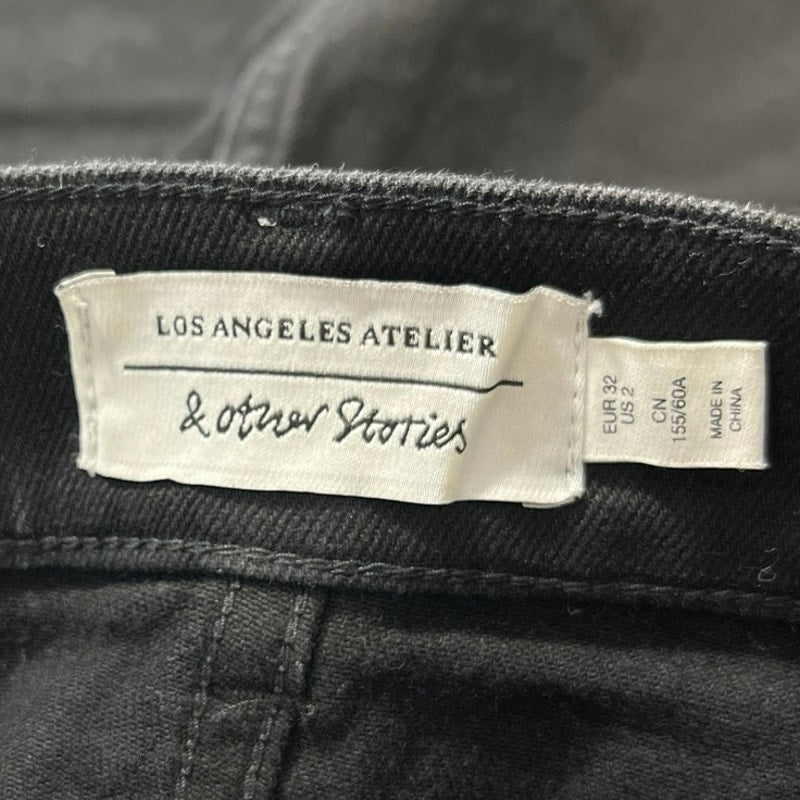 LOS ANGELES ATELIER
& other Stories
EUR 32
US 2
CN
155/60A
MADE IN
CHINA